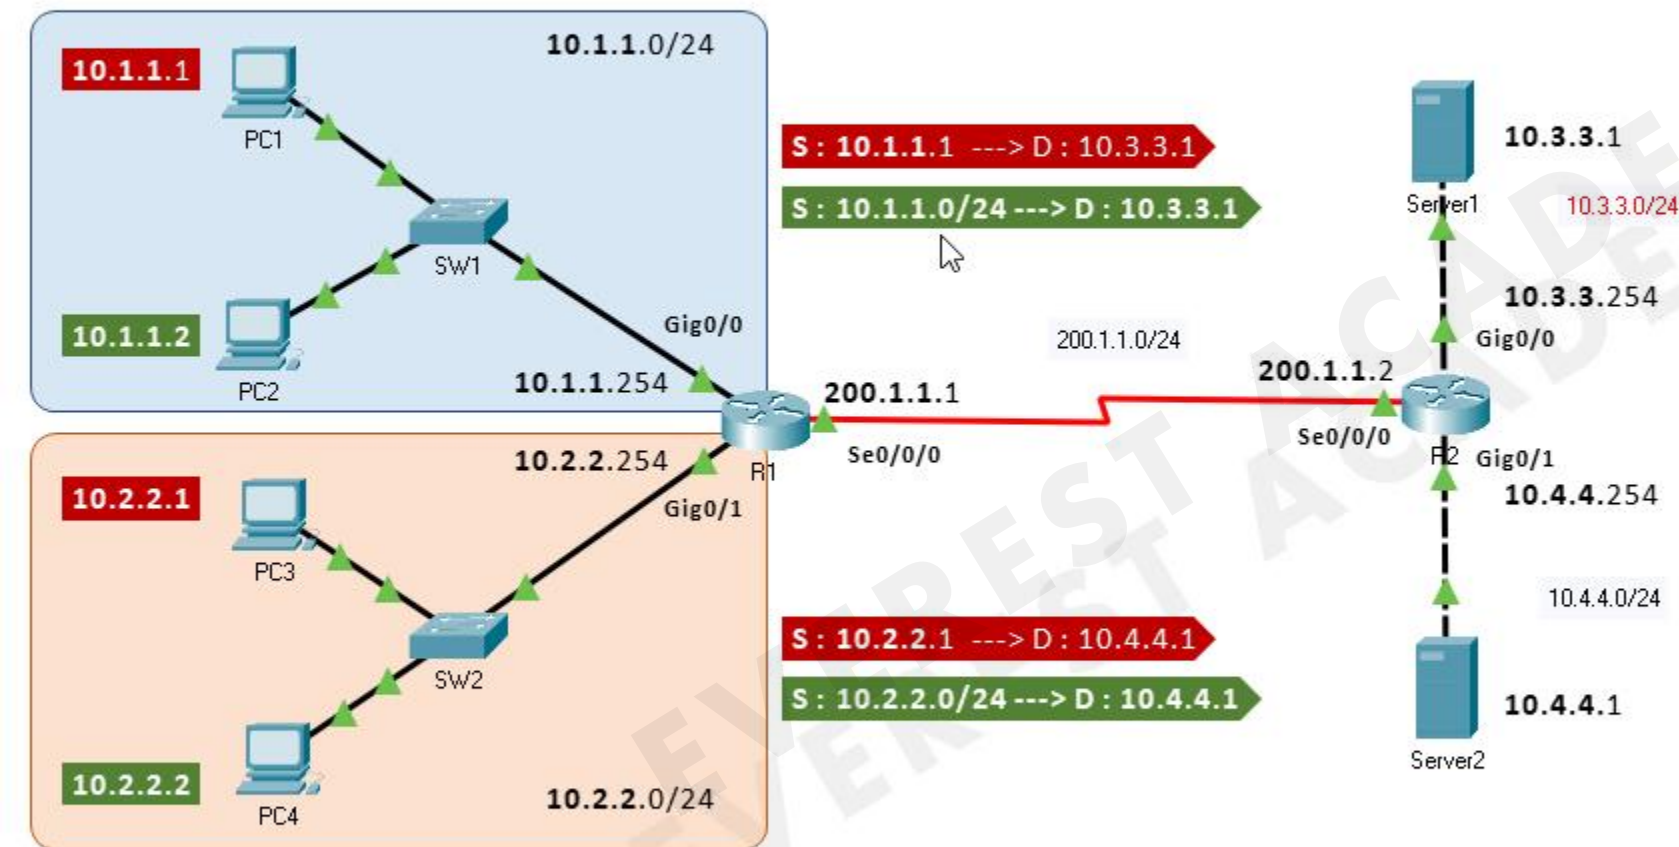 10.1.1.0/24
10.1.1.1
PC1
SW1
10.1.1.2
PC2
Gig0/0
10.1.1.254
S : 10.1.1.1 ---> D : 10.3.3.1
S : 10.1.1.0/24 ---> D : 10.3.3.1
Server1
10.3.3.1
10.3.3.0/24
10.3.3.254
Gig0/0
200.1.1.0/24
200.1.1.1
Se0/0/0
R1
200.1.1.2
Se0/0/0
R2
Gig0/1
10.4.4.254
10.2.2.254
Gig0/1
10.2.2.1
PC3
SW2
10.2.2.2
PC4
10.2.2.0/24
S : 10.2.2.1 ---> D : 10.4.4.1
S : 10.2.2.0/24 ---> D : 10.4.4.1
10.4.4.0/24
10.4.4.1
Server2
EVEREST ACADE
EVEREST ACADE